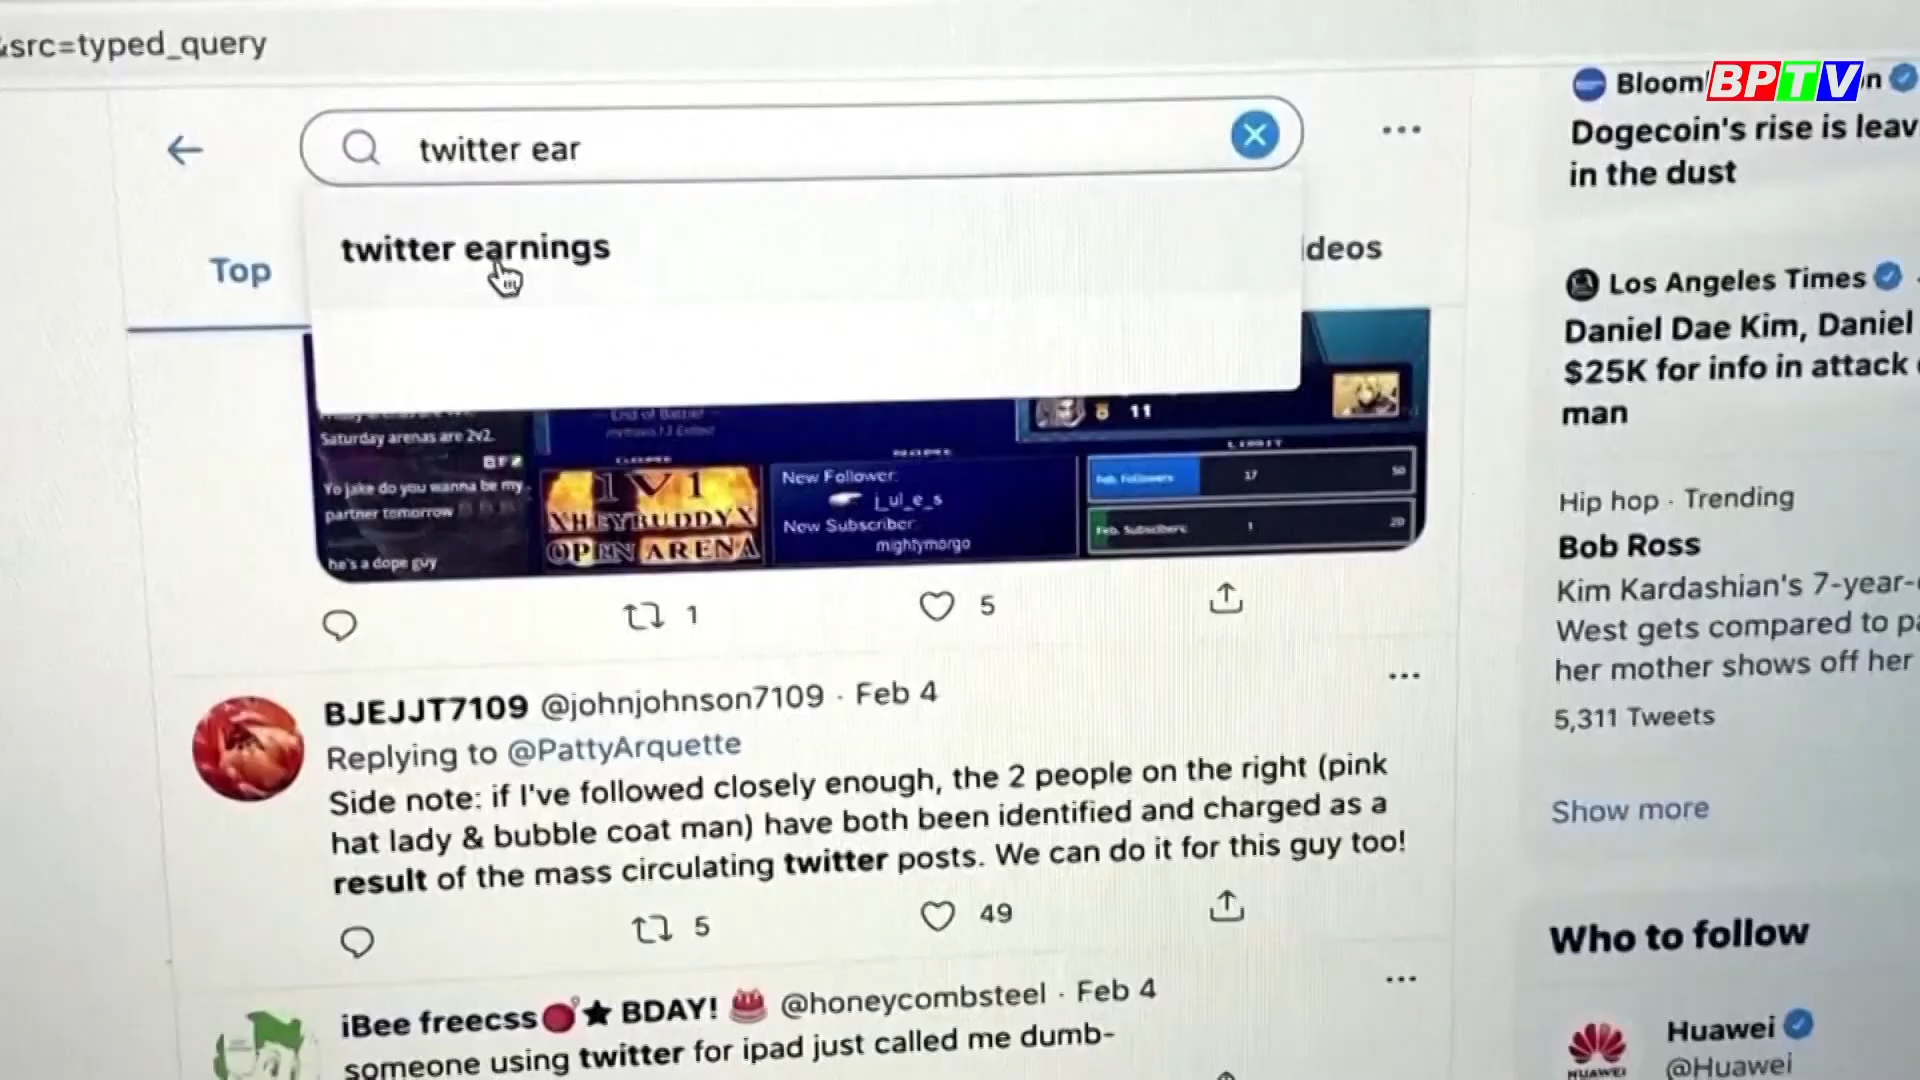 &src=typed_query
twitter ear
twitter earnings
Top
deos
Saturday arenas are 2v2.
Yo jake do you wanna be my
partner tomorrow
he's a dope guy
1V1
XHEYBUDDYX
OPEN ARENA
New Follower:
j_ul_e_s
New Subscriber:
mightymorgo
11
LIMIT
Feb. Followers
17
50
Feb. Subscribers
1
20
1
5
BJEJJT7109 @johnjohnson7109 · Feb 4
Replying to @PattyArquette
Side note: if I've followed closely enough, the 2 people on the right (pink
hat lady & bubble coat man) have both been identified and charged as a
result of the mass circulating twitter posts. We can do it for this guy too!
5
49
iBee freecss BDAY! @honeycombsteel · Feb 4
someone using twitter for ipad just called me dumb-
BPTV
Bloom
n
Dogecoin's rise is leav
in the dust
Los Angeles Times
Daniel Dae Kim, Daniel
$25K for info in attack
man
Hip hop · Trending
Bob Ross
Kim Kardashian's 7-year-
West gets compared to pa
her mother shows off her
5,311 Tweets
Show more
Who to follow
HUAWEI
Huawei
@Huawei